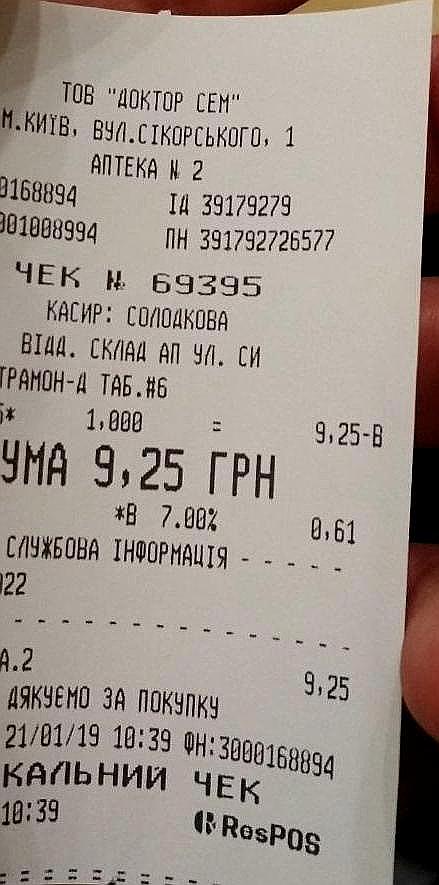 ТОВ "ДОКТОР СЕМ"
М.КИЇВ, ВУЛ.СІКОРСЬКОГО, 1
АПТЕКА № 2
0168894 ІД 39179279
001008994 ПН 391792726577
ЧЕК № 69395
КАСИР: СОЛОДКОВА
ВІДД. СКЛАД АП УЛ. СИ
ТРАМОН-Д ТАБ.#6
* 1,000 = 9,25-В
УМА 9,25 ГРН
*В 7.00% 0,61
СЛУЖБОВА ІНФОРМАЦІЯ - - - - -
022
- - - - - - - - - - - - - - -
А.2 9,25
ДЯКУЄМО ЗА ПОКУПКУ
21/01/19 10:39 ФН:3000168894
КАЛЬНИЙ ЧЕК
10:39 ResPOS